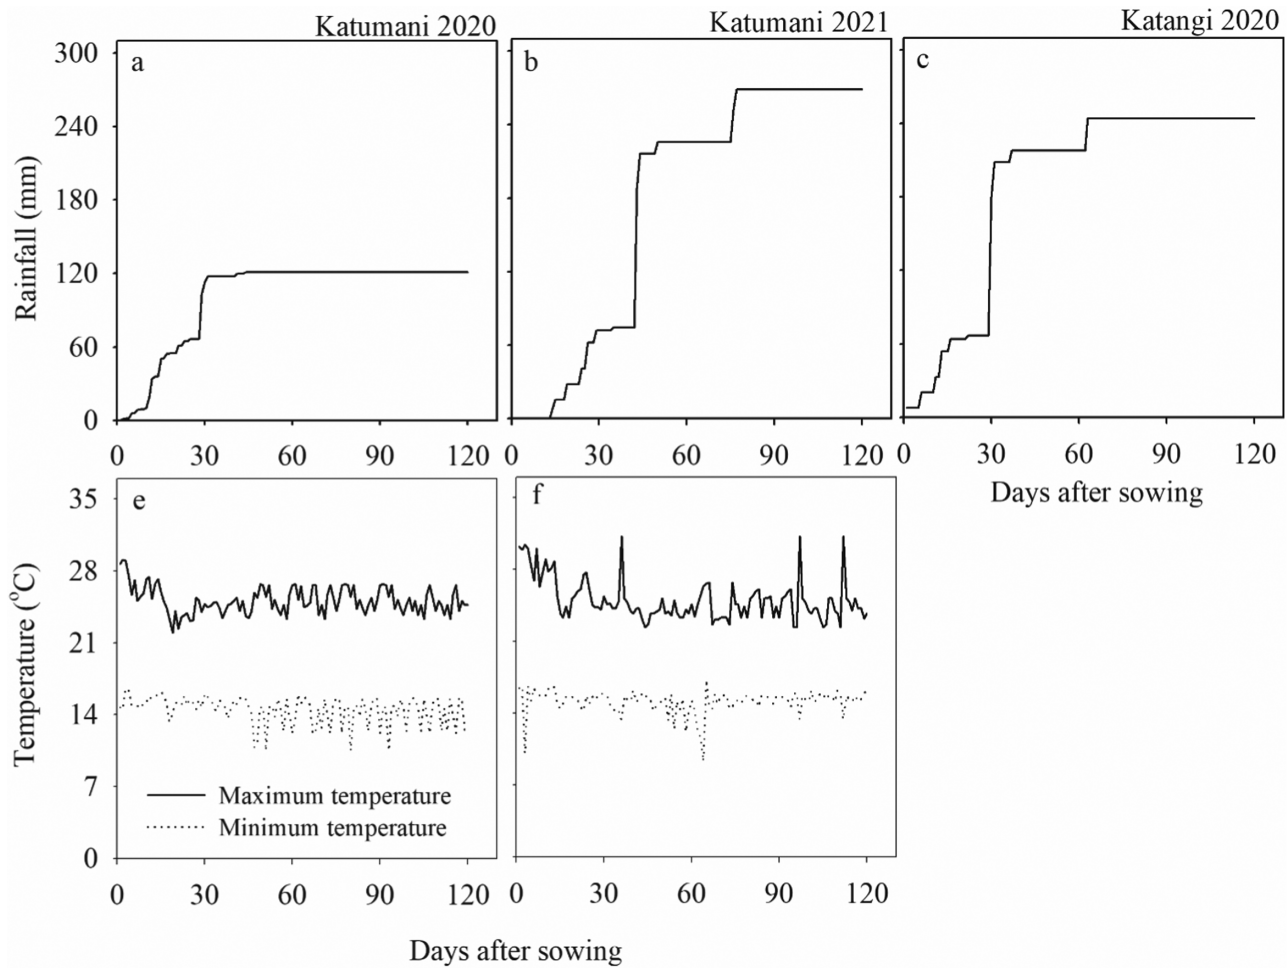 Katumani 2020
Katumani 2021
Katangi 2020
a
b
c
300
240
180
120
60
0
Rainfall (mm)
0 30 60 90 120
0 30 60 90 120
0 30 60 90 120
Days after sowing
e
f
35
28
21
14
7
0
Temperature (°C)
Maximum temperature
Minimum temperature
0 30 60 90 120
0 30 60 90 120
Days after sowing